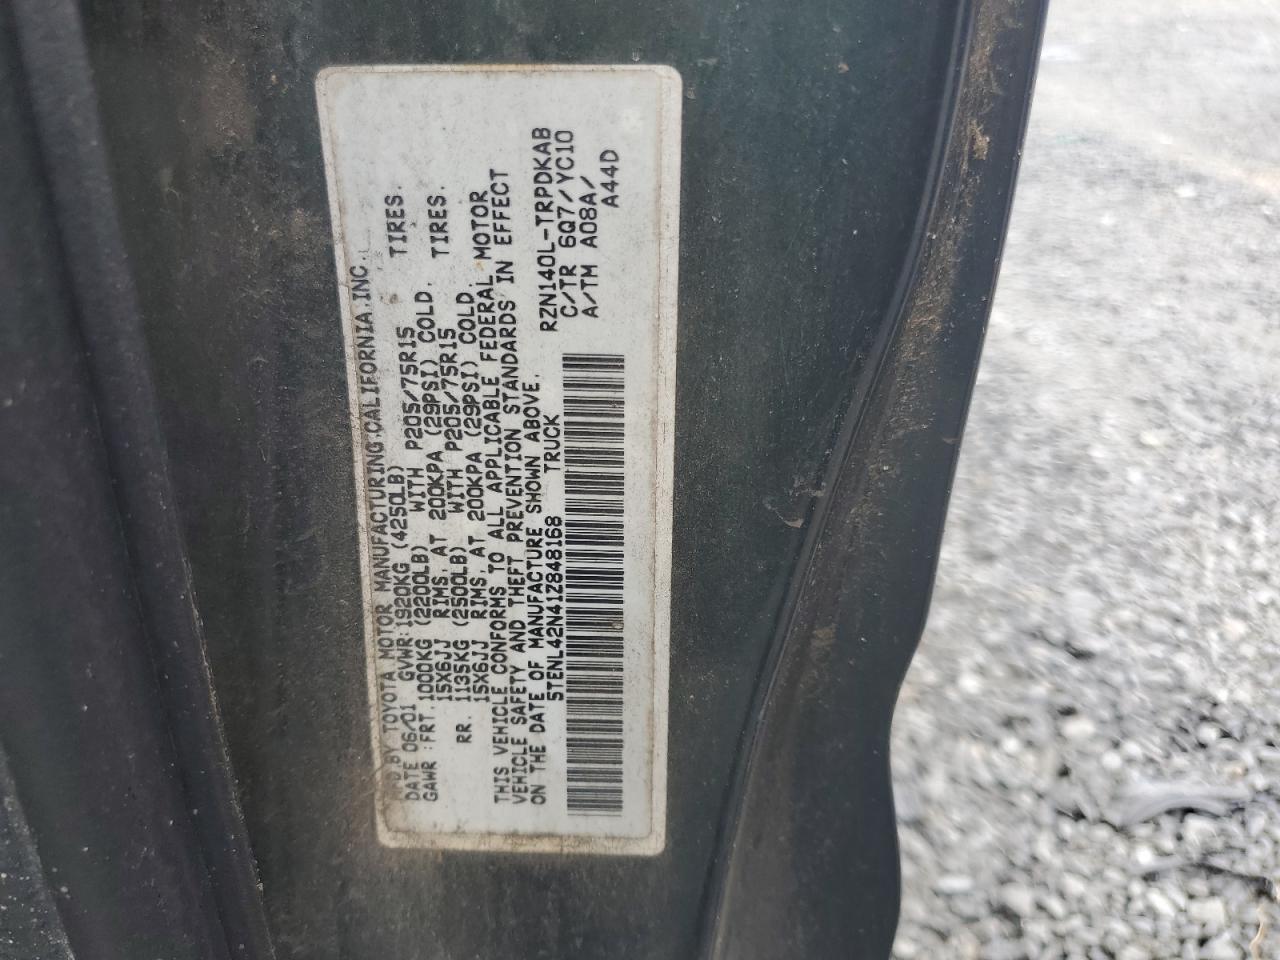 MFD.BY TOYOTA MOTOR MANUFACTURING,CALIFORNIA,INC.
DATE 06/01 GVWR:1920KG (4250LB)
GAWR :FRT.1000KG (2200LB) WITH P205/75R15 TIRES.
15X6JJ RIMS,AT 200KPA (29PSI) COLD.
RR. 1135KG (2500LB) WITH P205/75R15 TIRES.
15X6JJ RIMS,AT 200KPA (29PSI) COLD.
THIS VEHICLE CONFORMS TO ALL APPLICABLE FEDERAL MOTOR
VEHICLE SAFETY AND THEFT PREVENTION STANDARDS IN EFFECT
ON THE DATE OF MANUFACTURE SHOWN ABOVE.
5TENL42N41Z848168 TRUCK
RZN140L-TRPDKAB
C/TR 6Q7/YC10
A/TM A08A/
A44D